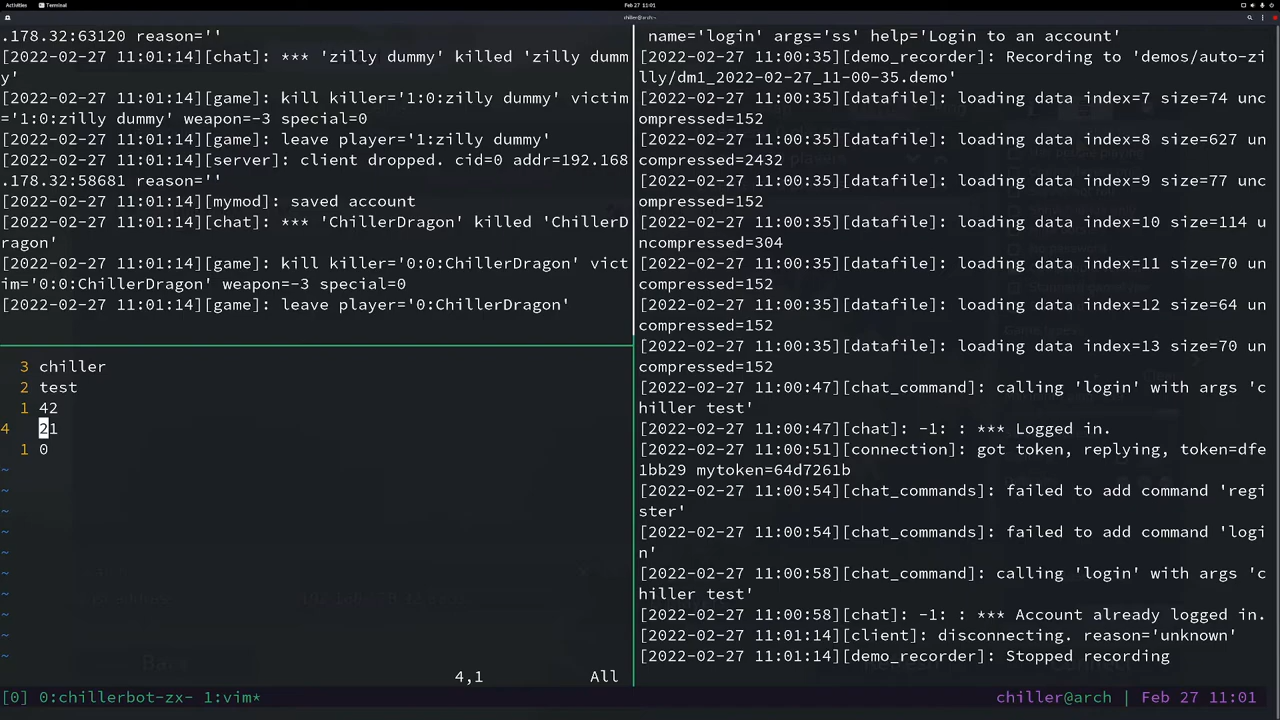 Activities Terminal Feb 27 11:01
chiller@arch:~
.178.32:63120 reason=''
[2022-02-27 11:01:14][chat]: *** 'zilly dummy' killed 'zilly dumm
y'
[2022-02-27 11:01:14][game]: kill killer='1:0:zilly dummy' victim
='1:0:zilly dummy' weapon=-3 special=0
[2022-02-27 11:01:14][game]: leave player='1:zilly dummy'
[2022-02-27 11:01:14][server]: client dropped. cid=0 addr=192.168
.178.32:58681 reason=''
[2022-02-27 11:01:14][mymod]: saved account
[2022-02-27 11:01:14][chat]: *** 'ChillerDragon' killed 'ChillerD
ragon'
[2022-02-27 11:01:14][game]: kill killer='0:0:ChillerDragon' vict
im='0:0:ChillerDragon' weapon=-3 special=0
[2022-02-27 11:01:14][game]: leave player='0:ChillerDragon'
3 chiller
2 test
1 42
4 21
1 0
~
~
~
~
~
~
~
~
~
~
4,1 All
name='login' args='ss' help='Login to an account'
[2022-02-27 11:00:35][demo_recorder]: Recording to 'demos/auto-zi
lly/dm1_2022-02-27_11-00-35.demo'
[2022-02-27 11:00:35][datafile]: loading data index=7 size=74 unc
ompressed=152
[2022-02-27 11:00:35][datafile]: loading data index=8 size=627 un
compressed=2432
[2022-02-27 11:00:35][datafile]: loading data index=9 size=77 unc
ompressed=152
[2022-02-27 11:00:35][datafile]: loading data index=10 size=114 u
ncompressed=304
[2022-02-27 11:00:35][datafile]: loading data index=11 size=70 un
compressed=152
[2022-02-27 11:00:35][datafile]: loading data index=12 size=64 un
compressed=152
[2022-02-27 11:00:35][datafile]: loading data index=13 size=70 un
compressed=152
[2022-02-27 11:00:47][chat_command]: calling 'login' with args 'c
hiller test'
[2022-02-27 11:00:47][chat]: -1: : *** Logged in.
[2022-02-27 11:00:51][connection]: got token, replying, token=dfe
1bb29 mytoken=64d7261b
[2022-02-27 11:00:54][chat_commands]: failed to add command 'regi
ster'
[2022-02-27 11:00:54][chat_commands]: failed to add command 'logi
n'
[2022-02-27 11:00:58][chat_command]: calling 'login' with args 'c
hiller test'
[2022-02-27 11:00:58][chat]: -1: : *** Account already logged in.
[2022-02-27 11:01:14][client]: disconnecting. reason='unknown'
[2022-02-27 11:01:14][demo_recorder]: Stopped recording
[0] 0:chillerbot-zx- 1:vim* chiller@arch | Feb 27 11:01